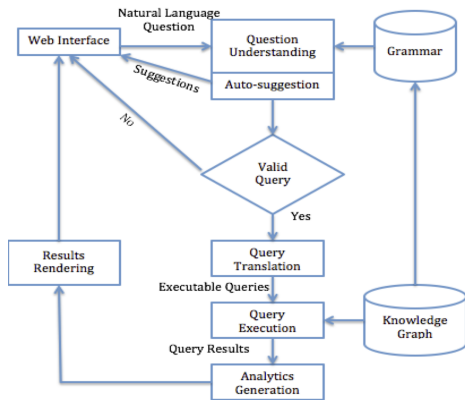 Natural Language
Question
Web Interface
Question
Understanding
Grammar
Suggestions
Auto-suggestion
No
Valid
Query
Yes
Results
Rendering
Query
Translation
Executable Queries
Query
Execution
Knowledge
Graph
Query Results
Analytics
Generation